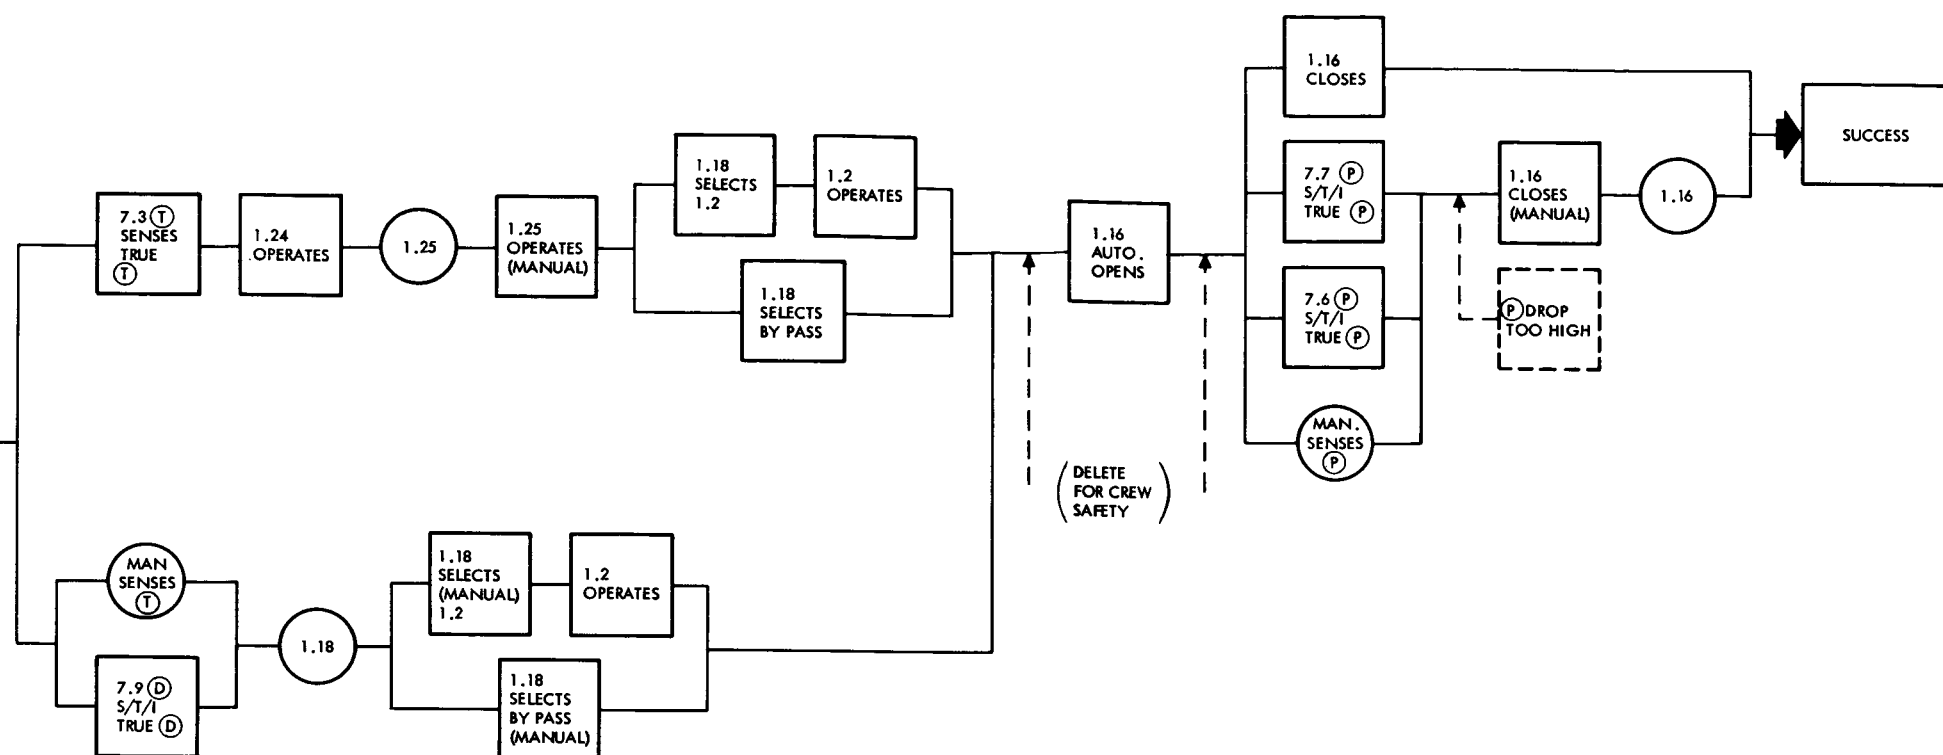 7.3 Ⓣ
SENSES
TRUE
Ⓣ
1.24
OPERATES
1.25
1.25
OPERATES
(MANUAL)
1.18
SELECTS
1.2
1.2
OPERATES
1.18
SELECTS
BY PASS
MAN
SENSES
Ⓣ
7.9 Ⓓ
S/T/I
TRUE Ⓓ
1.18
1.18
SELECTS
(MANUAL)
1.2
1.2
OPERATES
1.18
SELECTS
BY PASS
(MANUAL)
1.16
AUTO.
OPENS
(DELETE
FOR CREW
SAFETY)
1.16
CLOSES
7.7 Ⓟ
S/T/I
TRUE Ⓟ
7.6 Ⓟ
S/T/I
TRUE Ⓟ
MAN.
SENSES
Ⓟ
1.16
CLOSES
(MANUAL)
Ⓟ DROP
TOO HIGH
1.16
SUCCESS